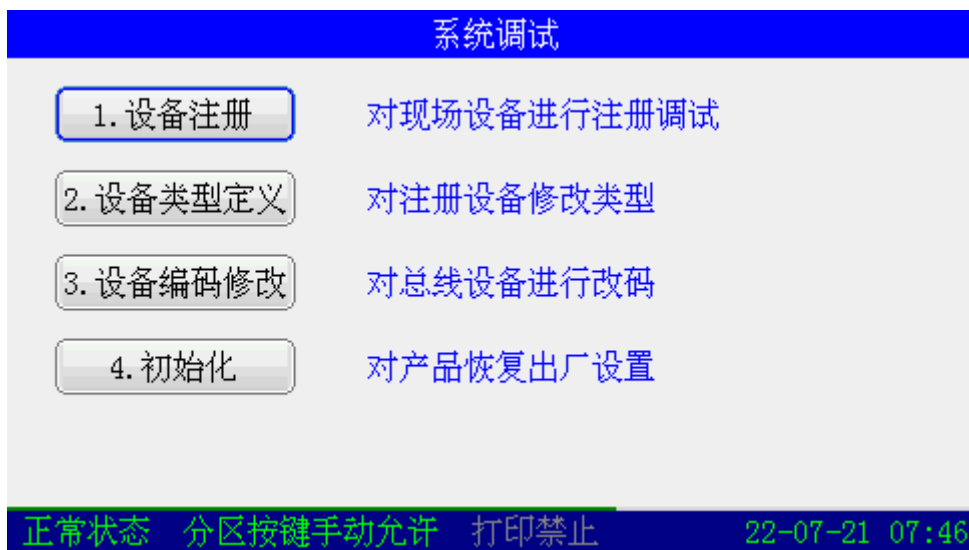 系统调试
1.设备注册 对现场设备进行注册调试
2.设备类型定义 对注册设备修改类型
3.设备编码修改 对总线设备进行改码
4.初始化 对产品恢复出厂设置
正常状态 分区按键手动允许 打印禁止 22-07-21 07:46